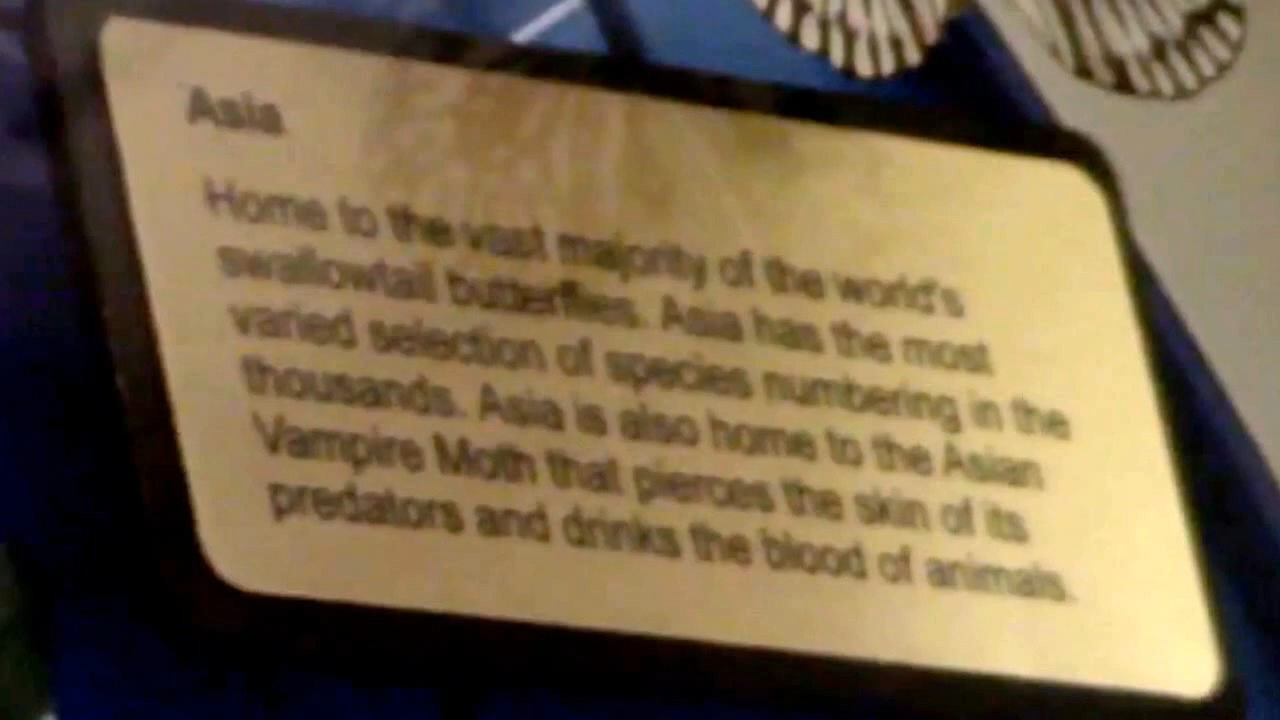 Asia
Home to the vast majority of the world's
swallowtail butterflies. Asia has the most
varied selection of species numbering in the
thousands. Asia is also home to the Asian
Vampire Moth that pierces the skin of its
predators and drinks the blood of animals.